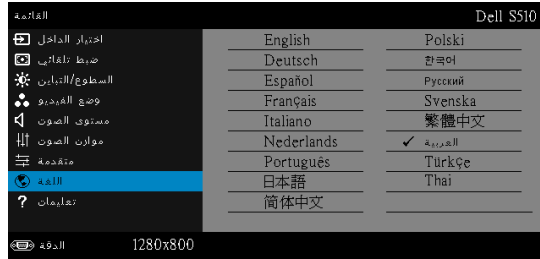 القائمة
Dell S510
اختيار الداخل
ضبط تلقائي
السطوع/التباين
وضع الفيديو
مستوى الصوت
موازن الصوت
متقدمة
اللغة
تعليمات
English
Deutsch
Español
Français
Italiano
Nederlands
Português
日本語
简体中文
Polski
한국어
Русский
Svenska
繁體中文
العربية
Türkçe
Thai
الدقة
1280x800